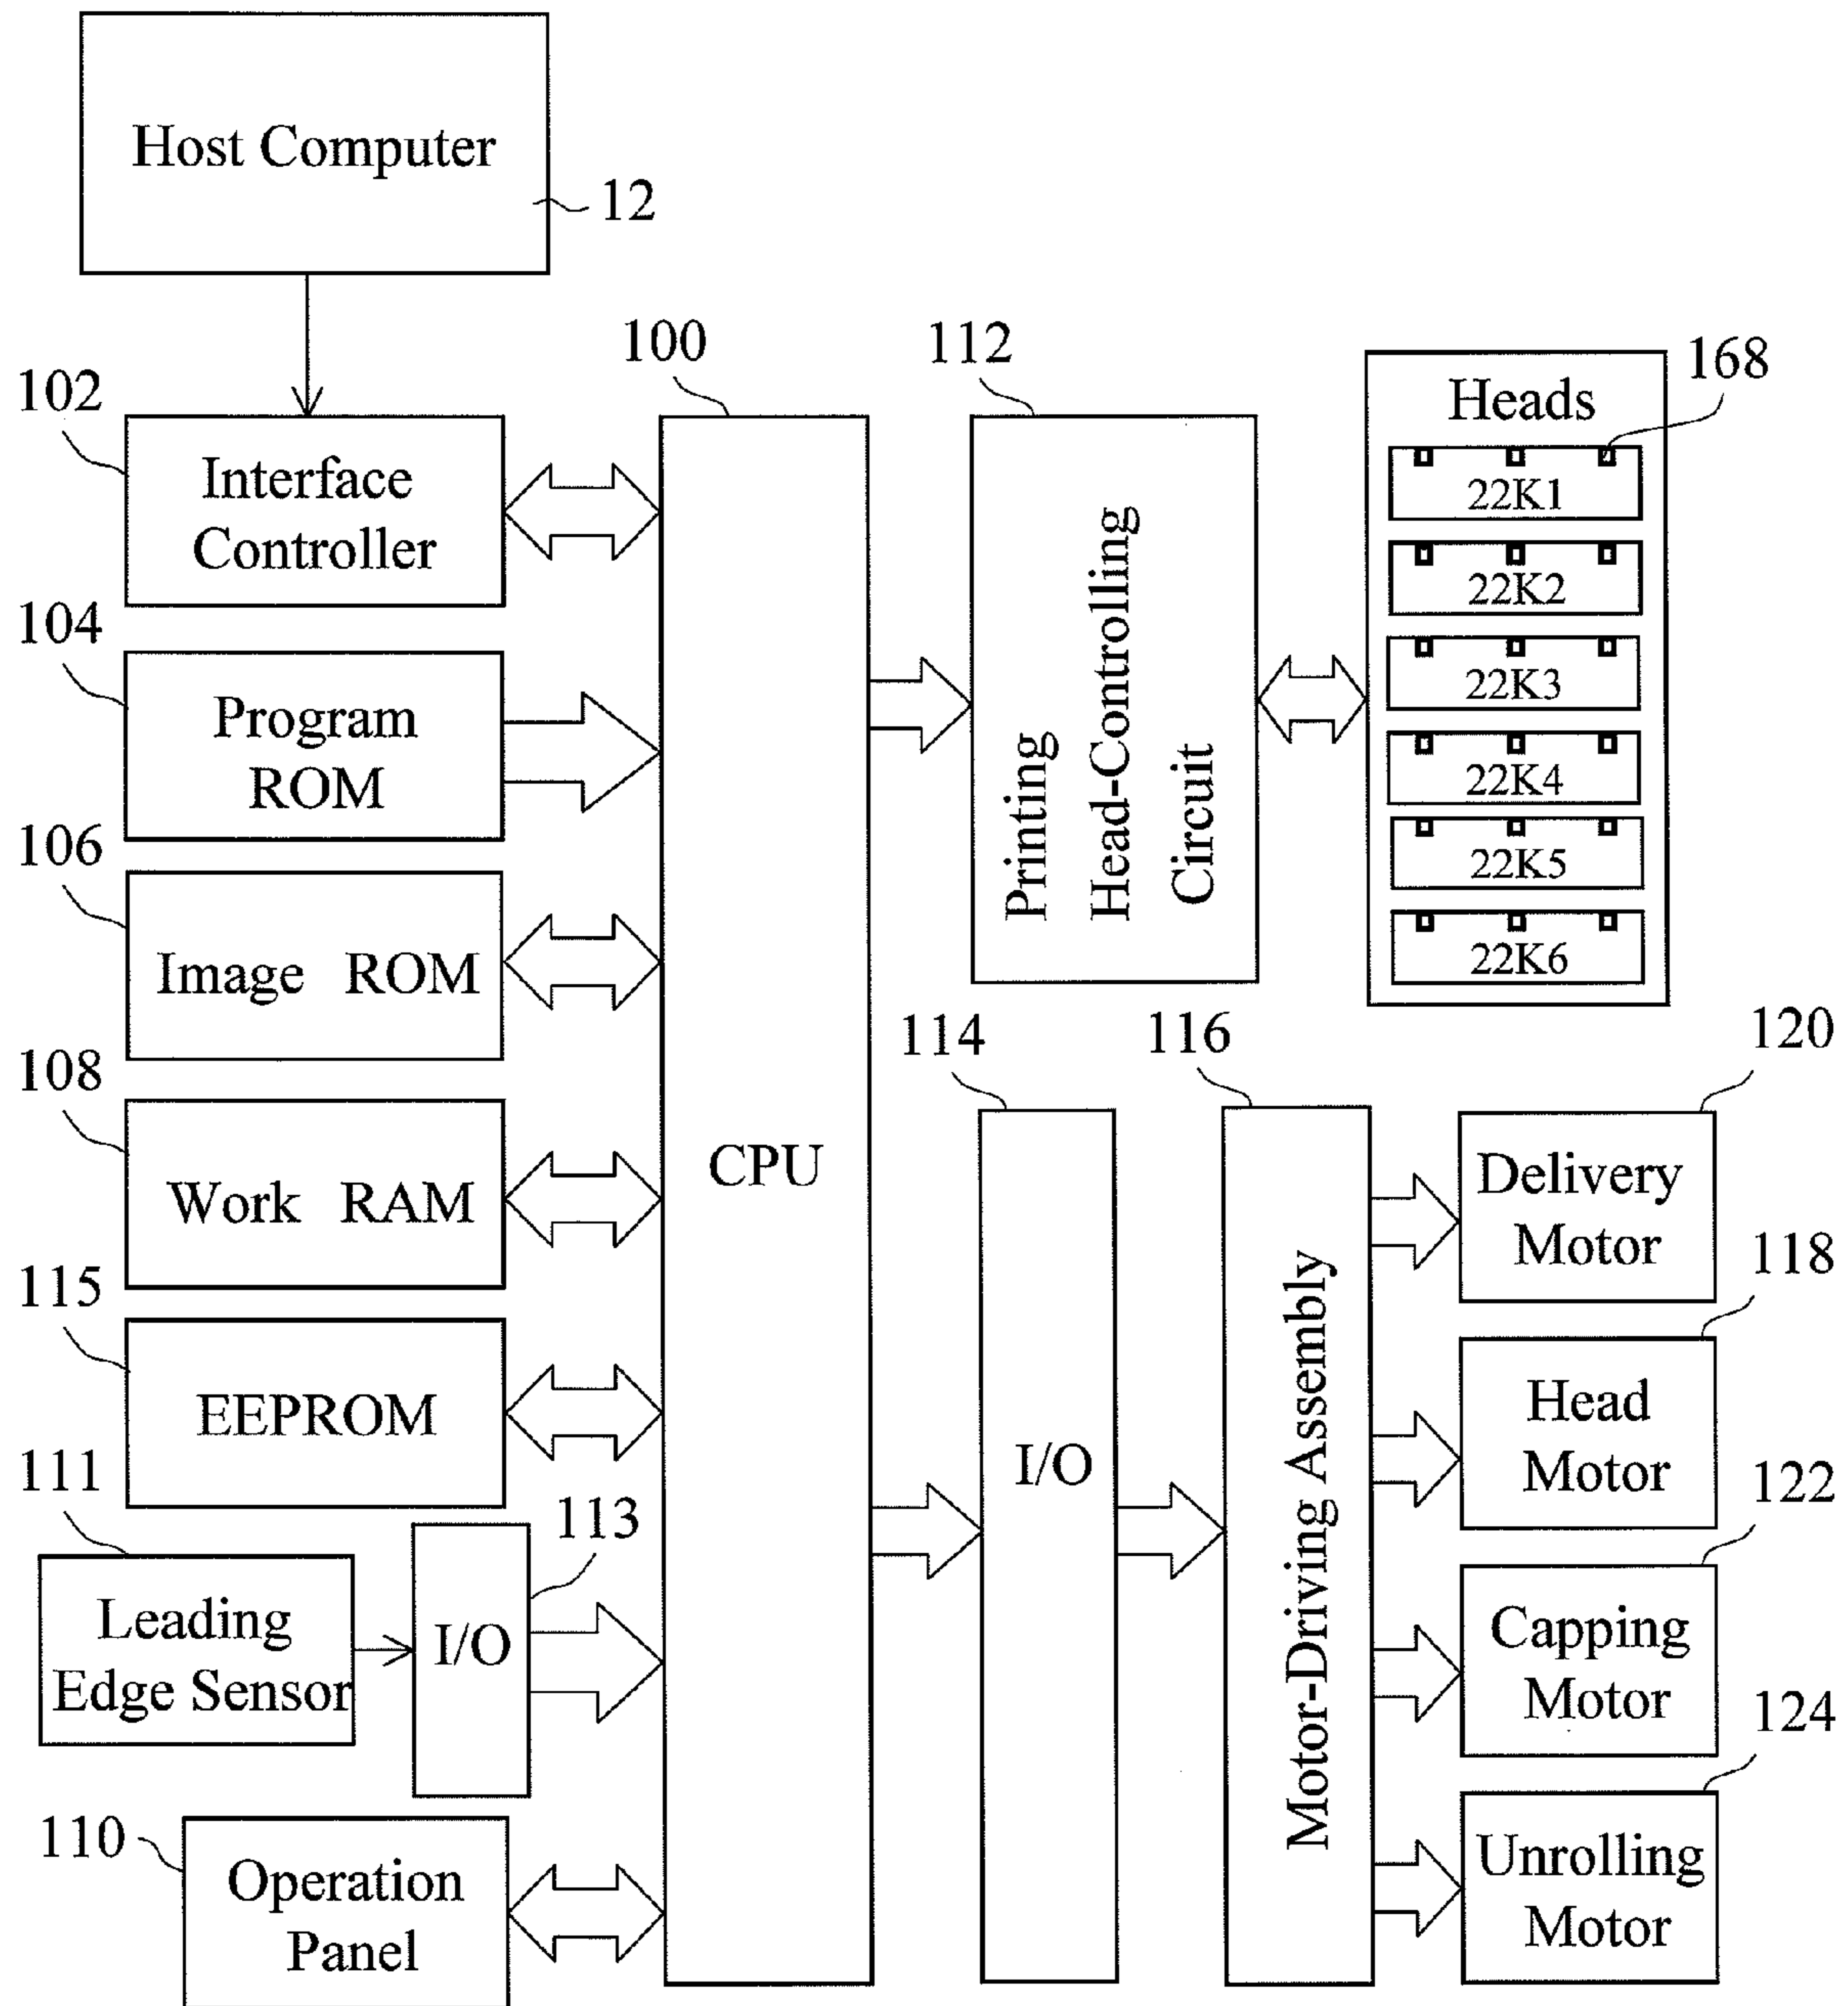 Host Computer
12
100
112
168
102
Heads
Interface
Controller
22K1
22K2
22K3
22K4
22K5
22K6
Printing
Head-Controlling
Circuit
104
Program
ROM
106
Image ROM
108
Work RAM
CPU
114
116
120
Delivery
Motor
118
115
EEPROM
I/O
Motor-Driving Assembly
Head
Motor
122
111
113
Leading
Edge Sensor
I/O
Capping
Motor
124
110
Operation
Panel
Unrolling
Motor